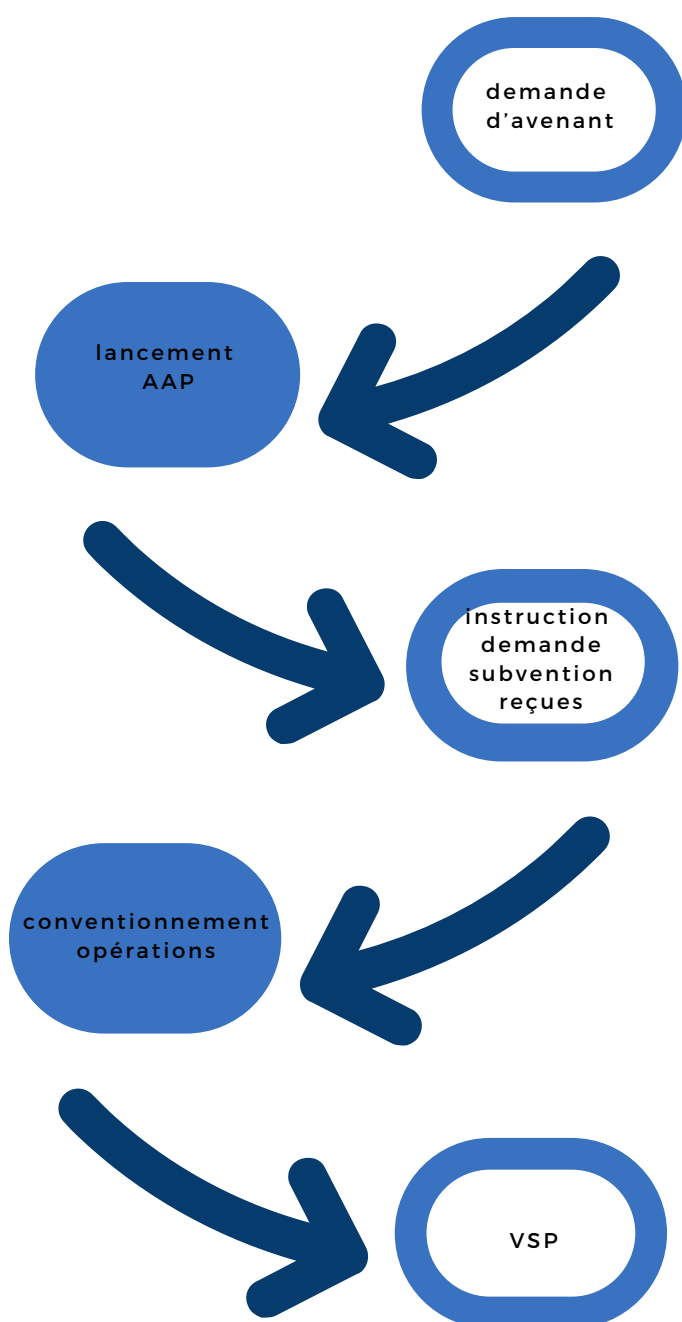 demande
d’avenant
lancement
AAP
instruction
demande
subvention
reçues
conventionnement
opérations
VSP